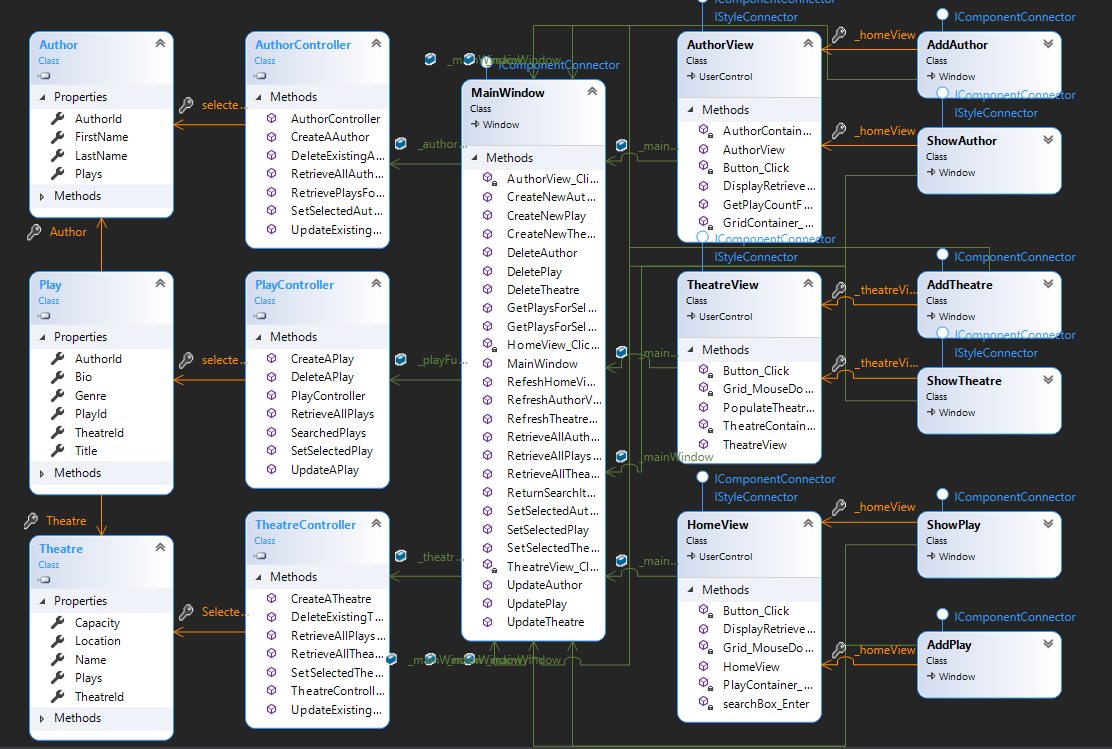 Author
Class
Properties
AuthorId
FirstName
LastName
Plays
Methods
Author
Play
Class
Properties
AuthorId
Bio
Genre
PlayId
TheatreId
Title
Methods
Theatre
Theatre
Class
Properties
Capacity
Location
Name
Plays
TheatreId
Methods
selecte...
selecte...
Selecte...
AuthorController
Class
Methods
AuthorController
CreateAAuthor
DeleteExistingA...
RetrieveAllAuth...
RetrievePlaysFo...
SetSelectedAut...
UpdateExisting...
PlayController
Class
Methods
CreateAPlay
DeleteAPlay
PlayController
RetrieveAllPlays
SearchedPlays
SetSelectedPlay
UpdateAPlay
TheatreController
Class
Methods
CreateATheatre
DeleteExistingT...
RetrieveAllPlays...
RetrieveAllThea...
SetSelectedThe...
TheatreControll...
UpdateExisting...
_author...
_playFu...
_theatr...
IComponentConnector
MainWindow
Class
Window
Methods
AuthorView_Cli...
CreateNewAut...
CreateNewPlay
CreateNewThe...
DeleteAuthor
DeletePlay
DeleteTheatre
GetPlaysForSel...
GetPlaysForSel...
HomeView_Clic...
MainWindow
RefeshHomeVi...
RefreshAuthorV...
RefreshTheatre...
RetrieveAllAuth...
RetrieveAllPlays...
RetrieveAllThea...
ReturnSearchIt...
SetSelectedAut...
SetSelectedPlay
SetSelectedThe...
TheatreView_Cl...
UpdateAuthor
UpdatePlay
UpdateTheatre
_main...
_main...
_mainWindow
_main...
IComponentConnector
IStyleConnector
AuthorView
Class
UserControl
Methods
AuthorContain...
AuthorView
Button_Click
DisplayRetrieve...
GetPlayCountF...
GridContainer_...
IComponentConnector
IStyleConnector
TheatreView
Class
UserControl
Methods
Button_Click
Grid_MouseDo...
PopulateTheatr...
TheatreContain...
TheatreView
IComponentConnector
IStyleConnector
HomeView
Class
UserControl
Methods
Button_Click
DisplayRetrieve...
Grid_MouseDo...
HomeView
PlayContainer_...
searchBox_Enter
_homeView
_homeView
_theatreVi...
_theatreVi...
_homeView
_homeView
IComponentConnector
AddAuthor
Class
Window
IComponentConnector
IStyleConnector
ShowAuthor
Class
Window
IComponentConnector
AddTheatre
Class
Window
IComponentConnector
IStyleConnector
ShowTheatre
Class
Window
IComponentConnector
ShowPlay
Class
Window
IComponentConnector
AddPlay
Class
Window